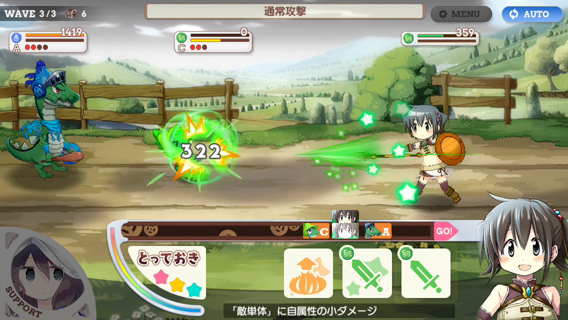 WAVE 3/3 6
通常攻撃
MENU
AUTO
1419
0
359
A
C
322
C
A
GO!
とっておき
SUPPORT
「敵単体」に自属性の小ダメージ